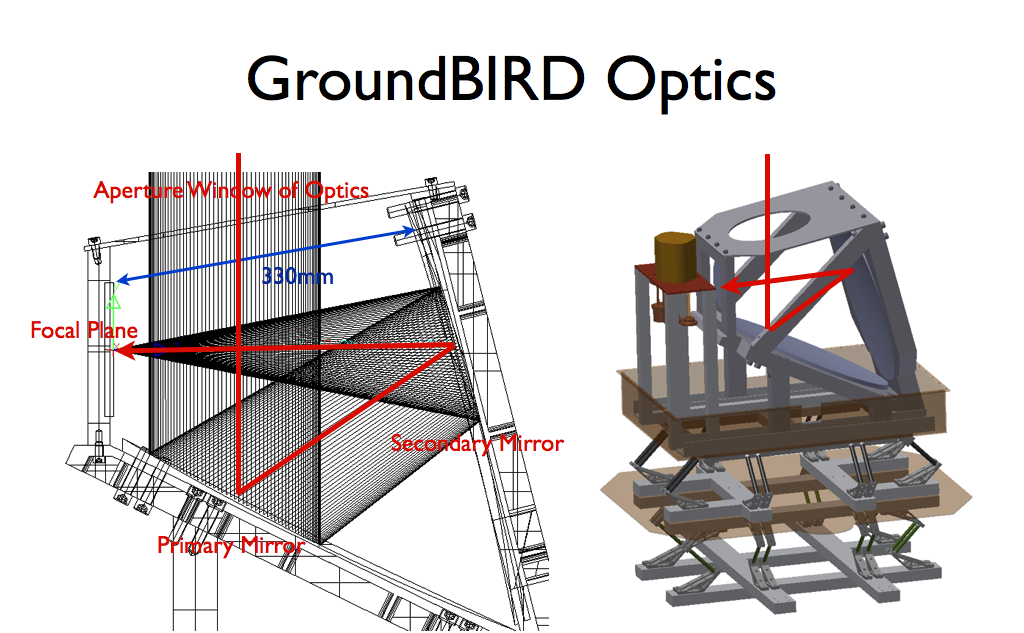 GroundBIRD Optics
Aperture Window of Optics
330mm
Focal Plane
Secondary Mirror
Primary Mirror